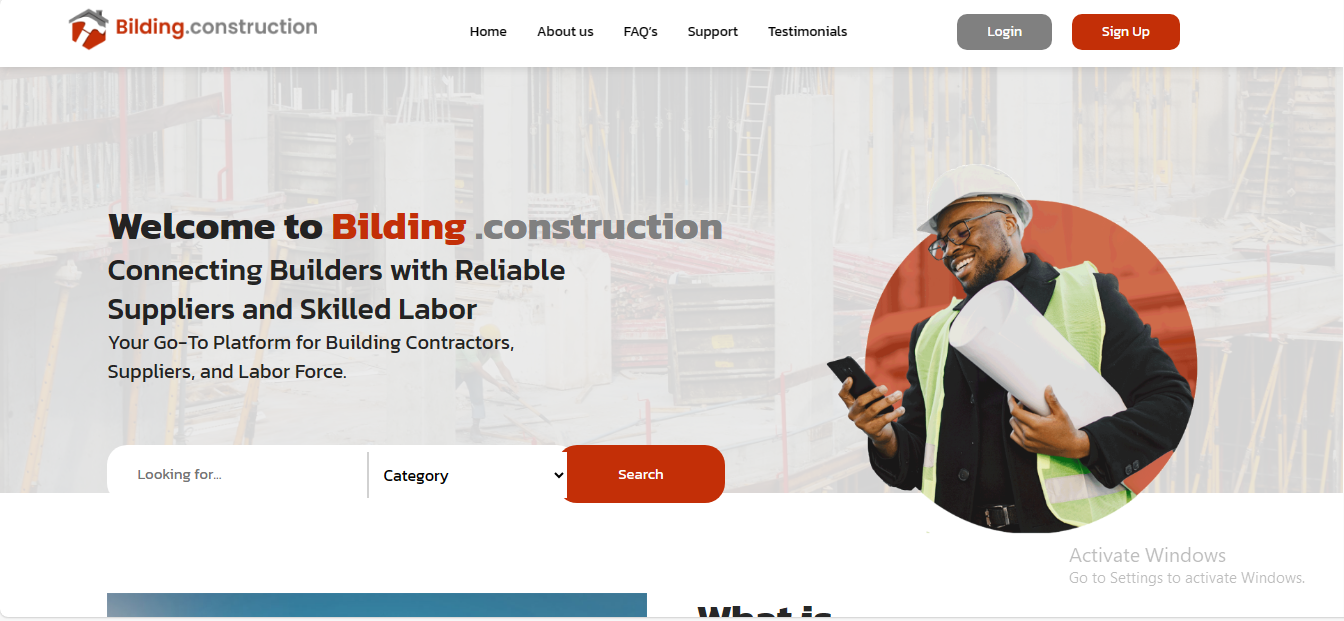 Bilding.construction
Home
About us
FAQ's
Support
Testimonials
Login
Sign Up
Welcome to Bilding .construction
Connecting Builders with Reliable
Suppliers and Skilled Labor
Your Go-To Platform for Building Contractors,
Suppliers, and Labor Force.
Looking for...
Category
Search
Activate Windows
Go to Settings to activate Windows.
What is